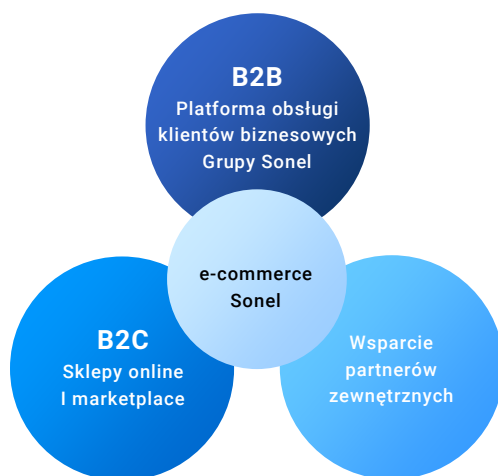 B2B
Platforma obsługi
klientów biznesowych
Grupy Sonel
e-commerce
Sonel
B2C
Sklepy online
I marketplace
Wsparcie
partnerów
zewnętrznych